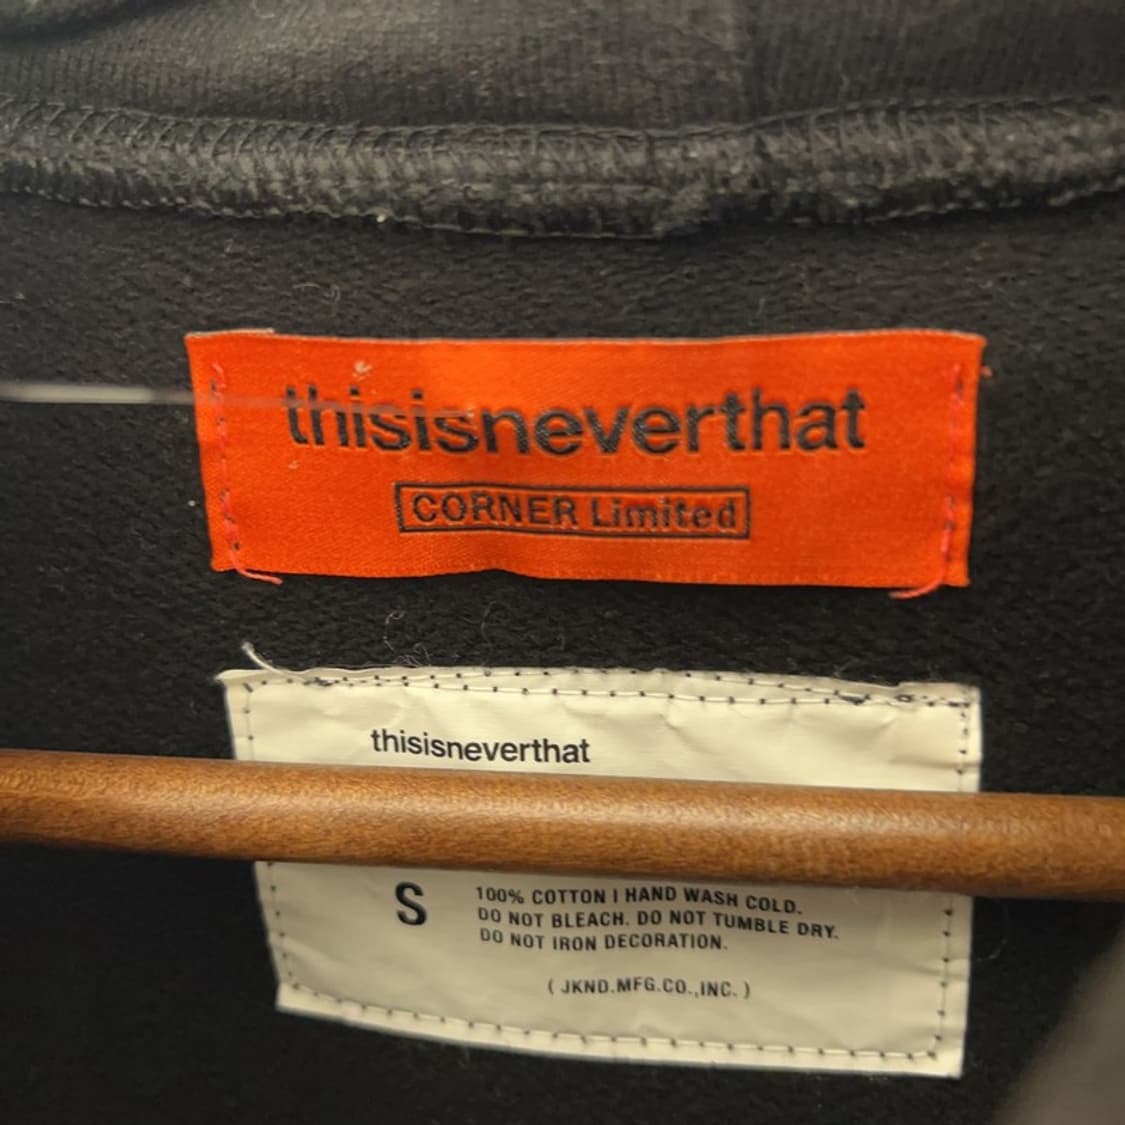 thisisneverthat
CORNER Limited
thisisneverthat
S
100% COTTON | HAND WASH COLD.
DO NOT BLEACH. DO NOT TUMBLE DRY.
DO NOT IRON DECORATION.
( JKND.MFG.CO.,INC. )